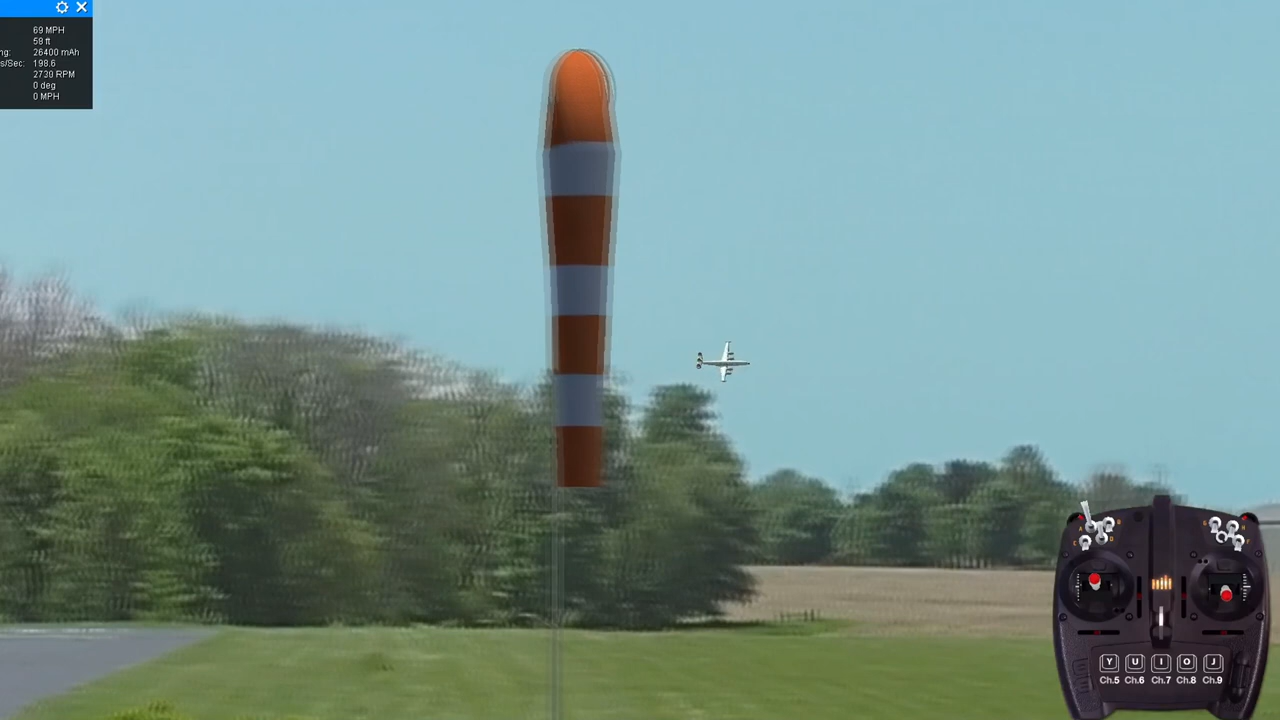 69 MPH
58 ft
ng: 26400 mAh
s/Sec: 198.6
2730 RPM
0 deg
0 MPH
Y U I O J
Ch.5 Ch.6 Ch.7 Ch.8 Ch.9